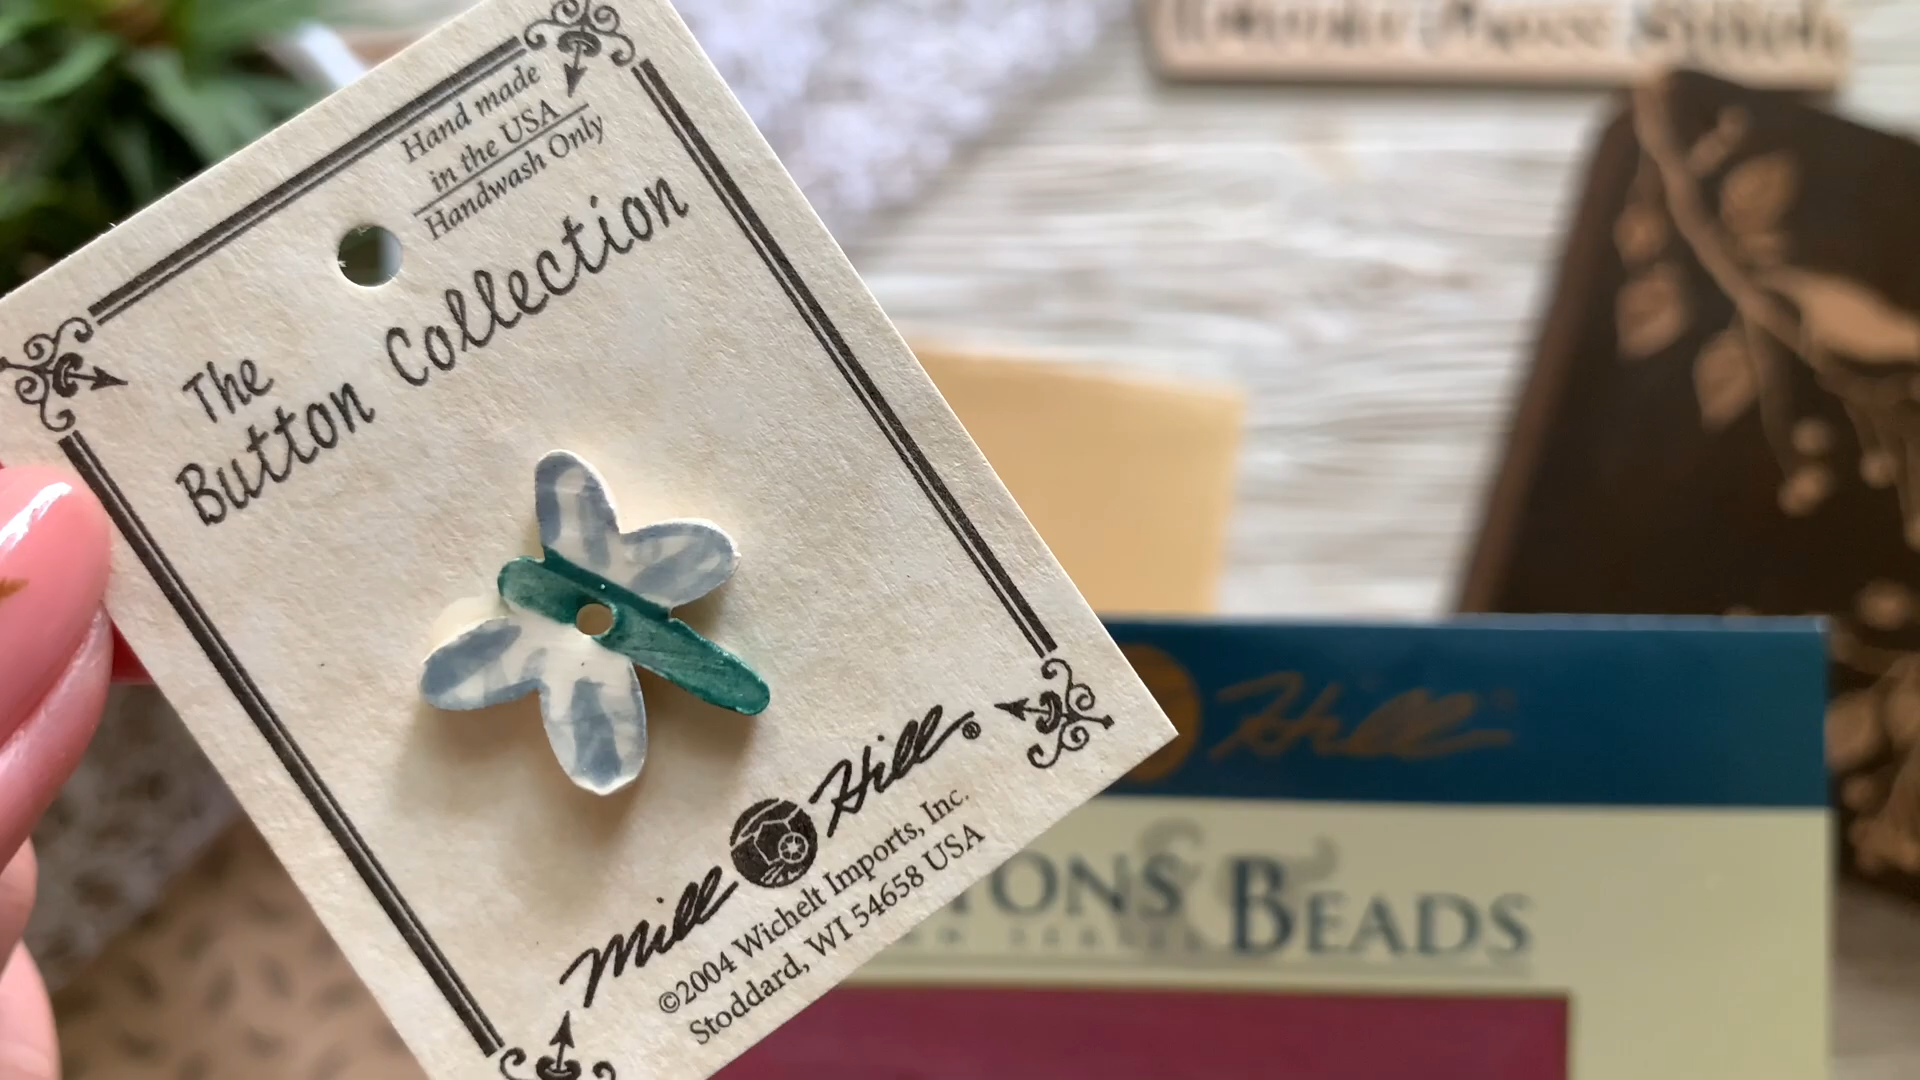 Hand made
in the USA
Handwash Only
The
Button Collection
Mill Hill®
©2004 Wichelt Imports, Inc.
Stoddard, WI 54658 USA
Hill
TONS & BEADS